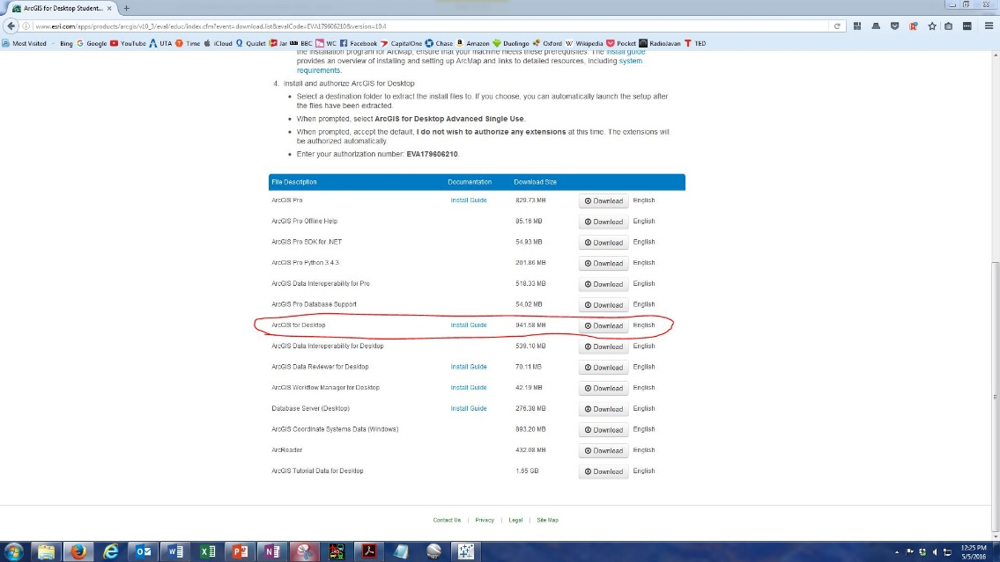 ArcGIS for Desktop Student...
www.esri.com/apps/products/arcgis/v10_3/eval/educ/index.cfm?event=download.list&evalCode=EVA179606210&version=10.4
Most Visited Bing Google YouTube UTA Time iCloud Quizlet Jar BBC WC Facebook CapitalOne Chase Amazon Duolingo Oxford Wikipedia Pocket RadioJavan TED
the installation program for ArcMap, ensure that your machine meets these prerequisites. The Install guide
provides an overview of installing and setting up ArcMap and links to detailed resources, including system
requirements.
4. Install and authorize ArcGIS for Desktop
• Select a destination folder to extract the install files to. If you choose, you can automatically launch the setup after
the files have been extracted.
• When prompted, select ArcGIS for Desktop Advanced Single Use.
• When prompted, accept the default, I do not wish to authorize any extensions at this time. The extensions will
be authorized automatically.
• Enter your authorization number: EVA179606210.
File Description Documentation Download Size
ArcGIS Pro Install Guide 829.73 MB Download English
ArcGIS Pro Offline Help 85.16 MB Download English
ArcGIS Pro SDK for .NET 54.93 MB Download English
ArcGIS Pro Python 3.4.3 201.86 MB Download English
ArcGIS Data Interoperability for Pro 518.33 MB Download English
ArcGIS Pro Database Support 54.02 MB Download English
ArcGIS for Desktop Install Guide 941.58 MB Download English
ArcGIS Data Interoperability for Desktop 539.10 MB Download English
ArcGIS Data Reviewer for Desktop Install Guide 70.11 MB Download English
ArcGIS Workflow Manager for Desktop Install Guide 42.19 MB Download English
Database Server (Desktop) Install Guide 276.38 MB Download English
ArcGIS Coordinate Systems Data (Windows) 893.20 MB Download English
ArcReader 432.08 MB Download English
ArcGIS Tutorial Data for Desktop 1.65 GB Download English
Contact Us | Privacy | Legal | Site Map
12:25 PM
5/5/2016